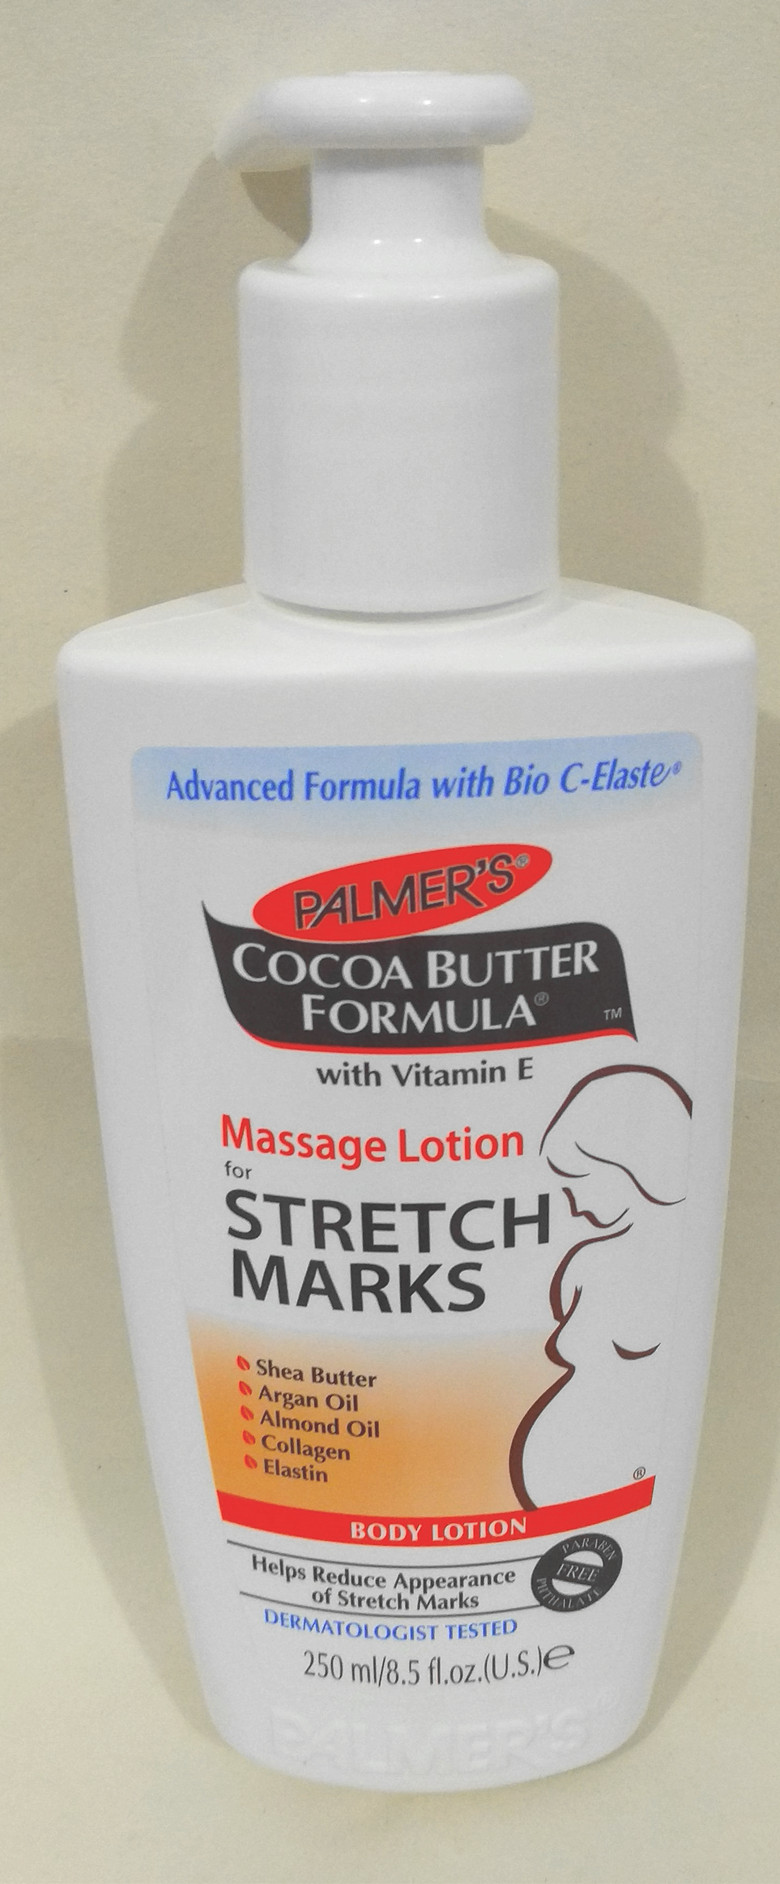 Advanced Formula with Bio C-Elaste®
PALMER'S®
COCOA BUTTER
FORMULA®
TM
with Vitamin E
Massage Lotion
for
STRETCH
MARKS
Shea Butter
Argan Oil
Almond Oil
Collagen
Elastin
®
BODY LOTION
Helps Reduce Appearance
of Stretch Marks
PARABEN
FREE
PHTHALATE
DERMATOLOGIST TESTED
250 ml/8.5 fl.oz.(U.S.)℮
PALMER'S®